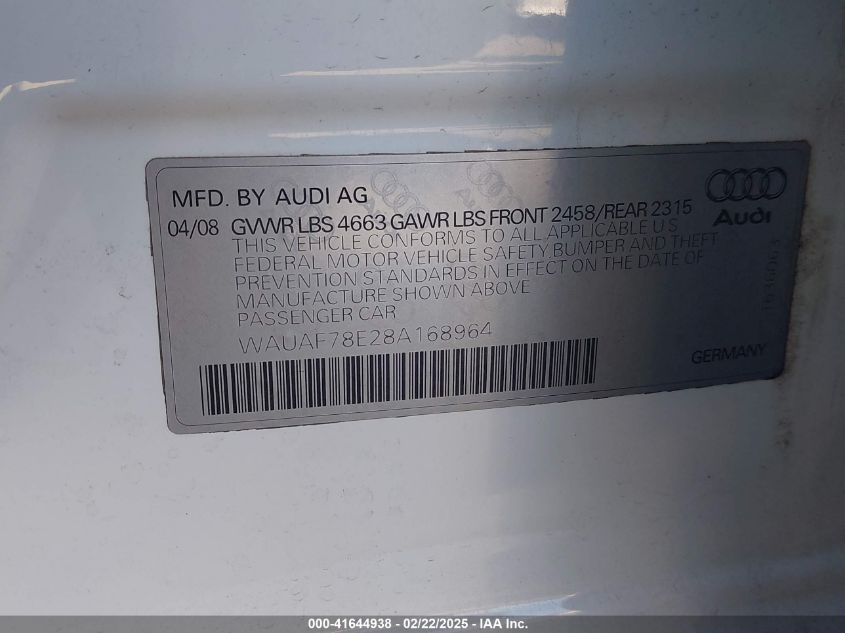 MFD. BY AUDI AG
04/08 GVWR LBS 4663 GAWR LBS FRONT 2458/REAR 2315
THIS VEHICLE CONFORMS TO ALL APPLICABLE U S
FEDERAL MOTOR VEHICLE SAFETY, BUMPER AND THEFT
PREVENTION STANDARDS IN EFFECT ON THE DATE OF
MANUFACTURE SHOWN ABOVE
PASSENGER CAR
WAUAF78E28A168964
Audi
1636063
GERMANY
000-41644938 - 02/22/2025 - IAA Inc.